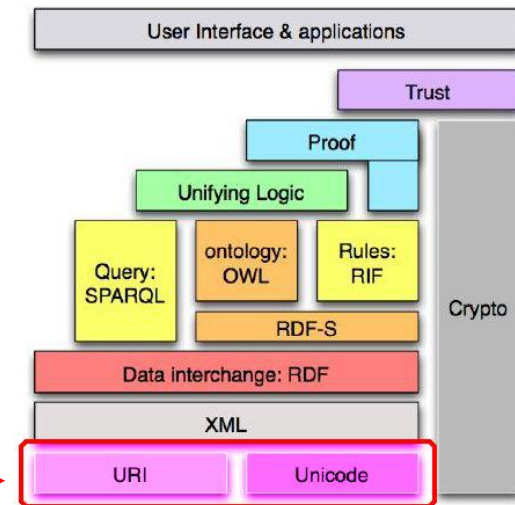 User Interface & applications
Trust
Proof
Unifying Logic
Query:
SPARQL
ontology:
OWL
Rules:
RIF
Crypto
RDF-S
Data interchange: RDF
XML
URI
Unicode